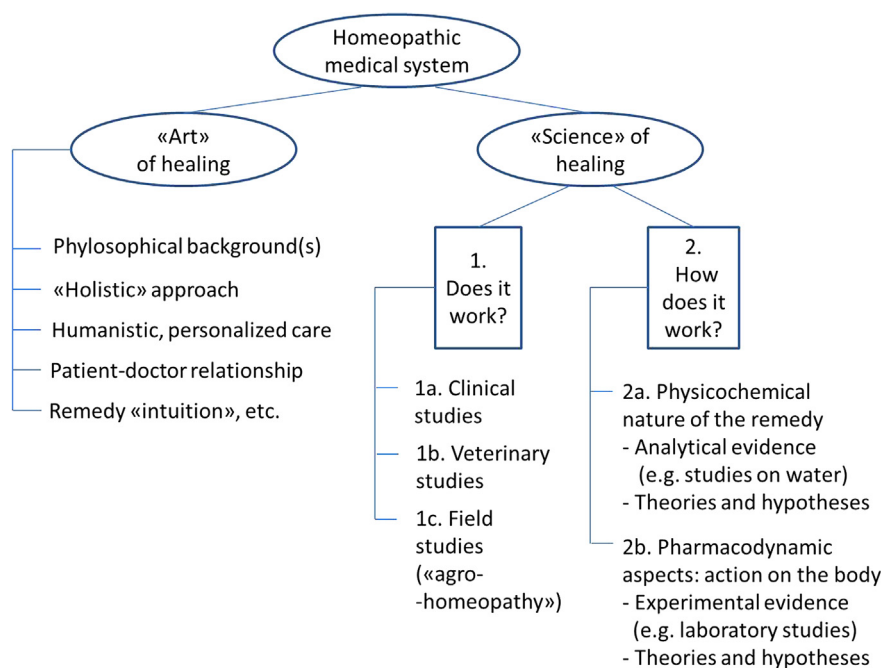 Homeopathic
medical system
«Art»
of healing
«Science» of
healing
Phylosophical background(s)
«Holistic» approach
Humanistic, personalized care
Patient-doctor relationship
Remedy «intuition», etc.
1.
Does it
work?
1a. Clinical
studies
1b. Veterinary
studies
1c. Field
studies
(«agro-
-homeopathy»)
2.
How
does it
work?
2a. Physicochemical
nature of the remedy
- Analytical evidence
(e.g. studies on water)
- Theories and hypotheses
2b. Pharmacodynamic
aspects: action on the body
- Experimental evidence
(e.g. laboratory studies)
- Theories and hypotheses